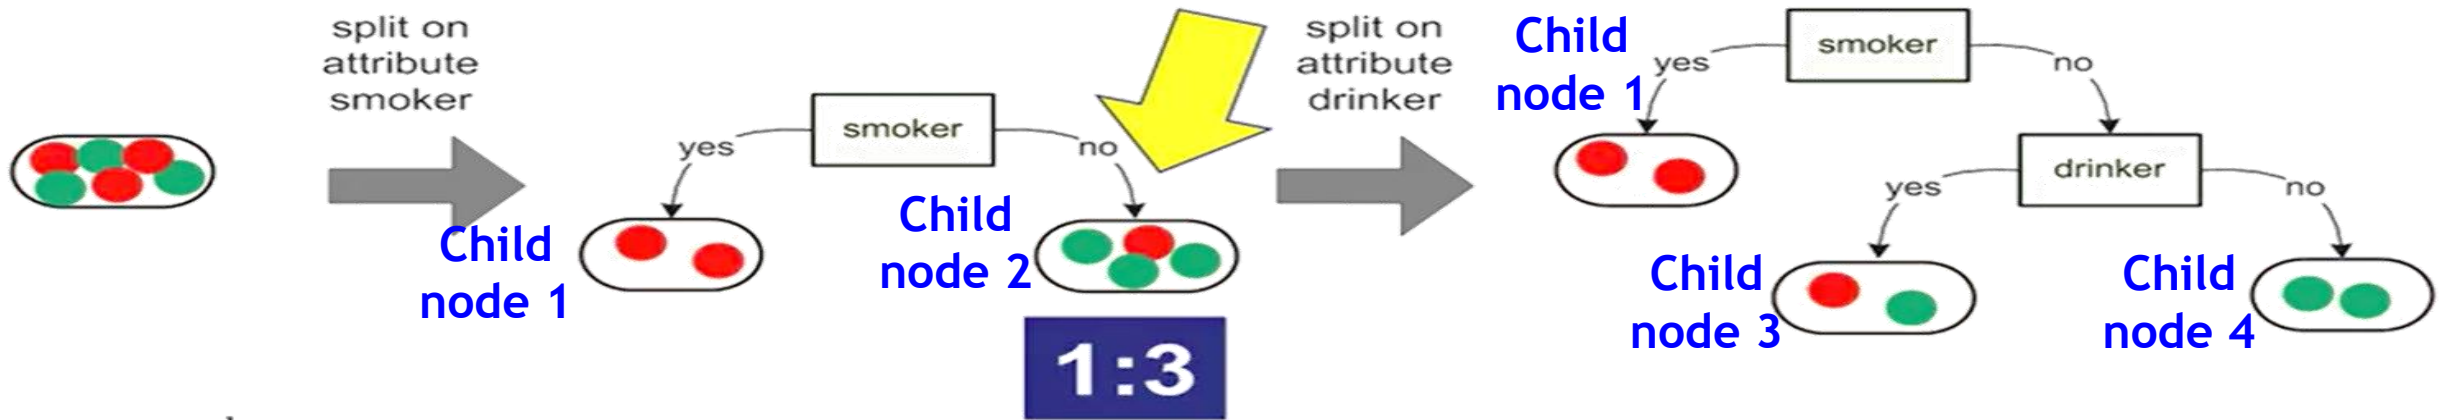 split on
attribute
smoker
smoker
yes
no
Child
node 1
Child
node 2
1:3
split on
attribute
drinker
Child
node 1
smoker
yes
no
drinker
yes
no
Child
node 3
Child
node 4